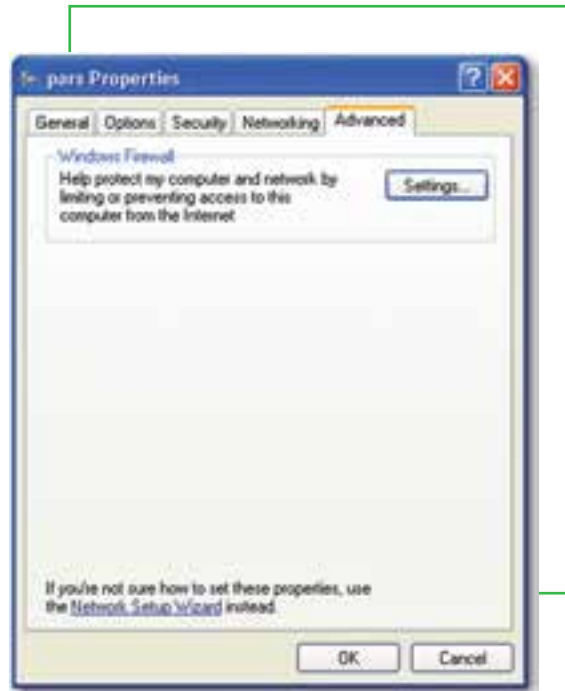 pars Properties
General Options Security Networking Advanced
Windows Firewall
Help protect my computer and network by
limiting or preventing access to this
computer from the Internet
Settings...
If you're not sure how to set these properties, use
the Network Setup Wizard instead.
OK Cancel